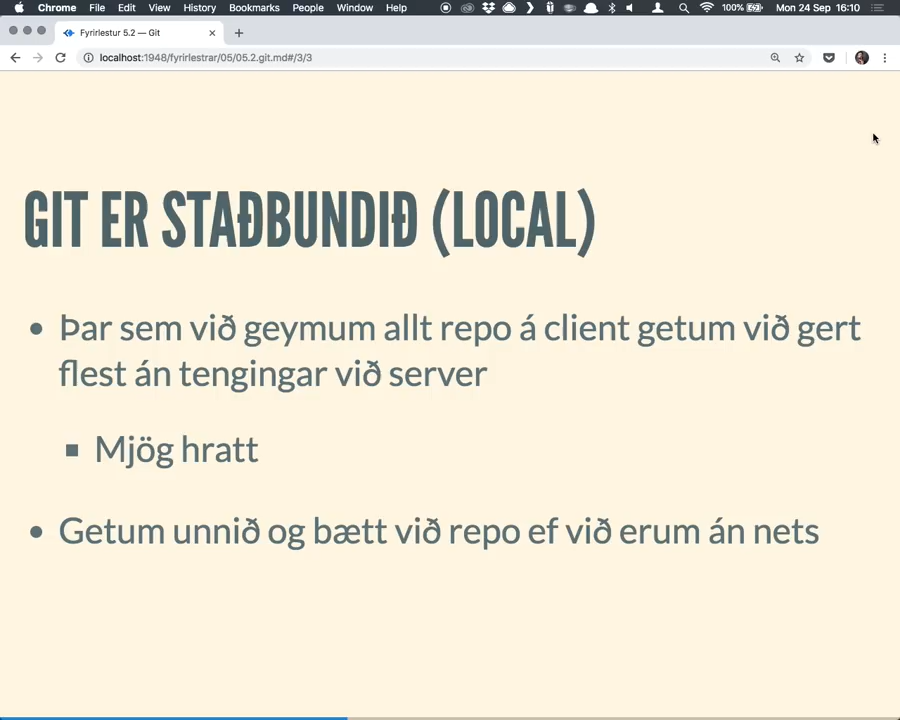 Chrome File Edit View History Bookmarks People Window Help 100% Mon 24 Sep 16:10
Fyrirlestur 5.2 — Git
localhost:1948/fyrirlestrar/05/05.2.git.md#/3/3
GIT ER STAÐBUNDIÐ (LOCAL)
Þar sem við geymum allt repo á client getum við gert
flest án tengingar við server
Mjög hratt
Getum unnið og bætt við repo ef við erum án nets